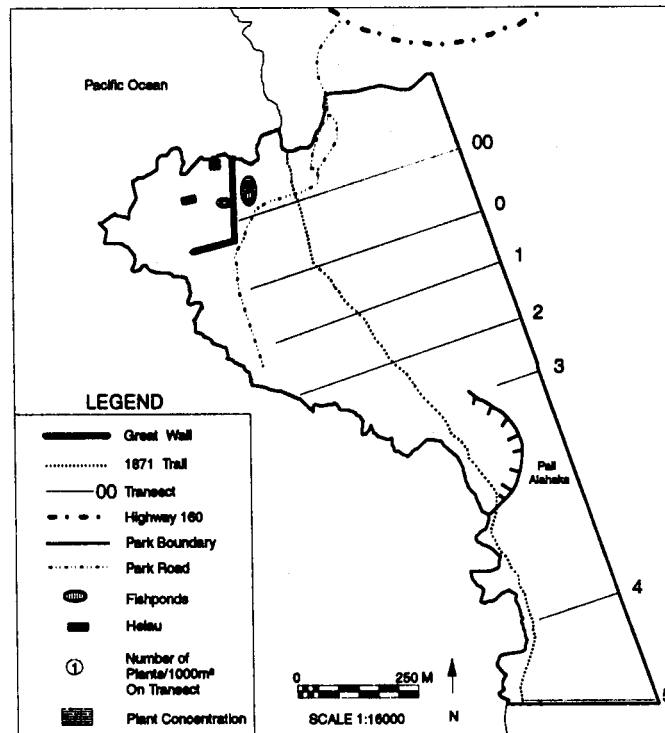 Pacific Ocean
00
0
1
2
3
Pali
Alahaka
4
5
LEGEND
Great Wall
1871 Trail
00 Transect
Highway 160
Park Boundary
Park Road
Fishponds
Heiau
1
Number of
Plants/1000m²
On Transect
Plant Concentration
0 250 M
SCALE 1:16000
N